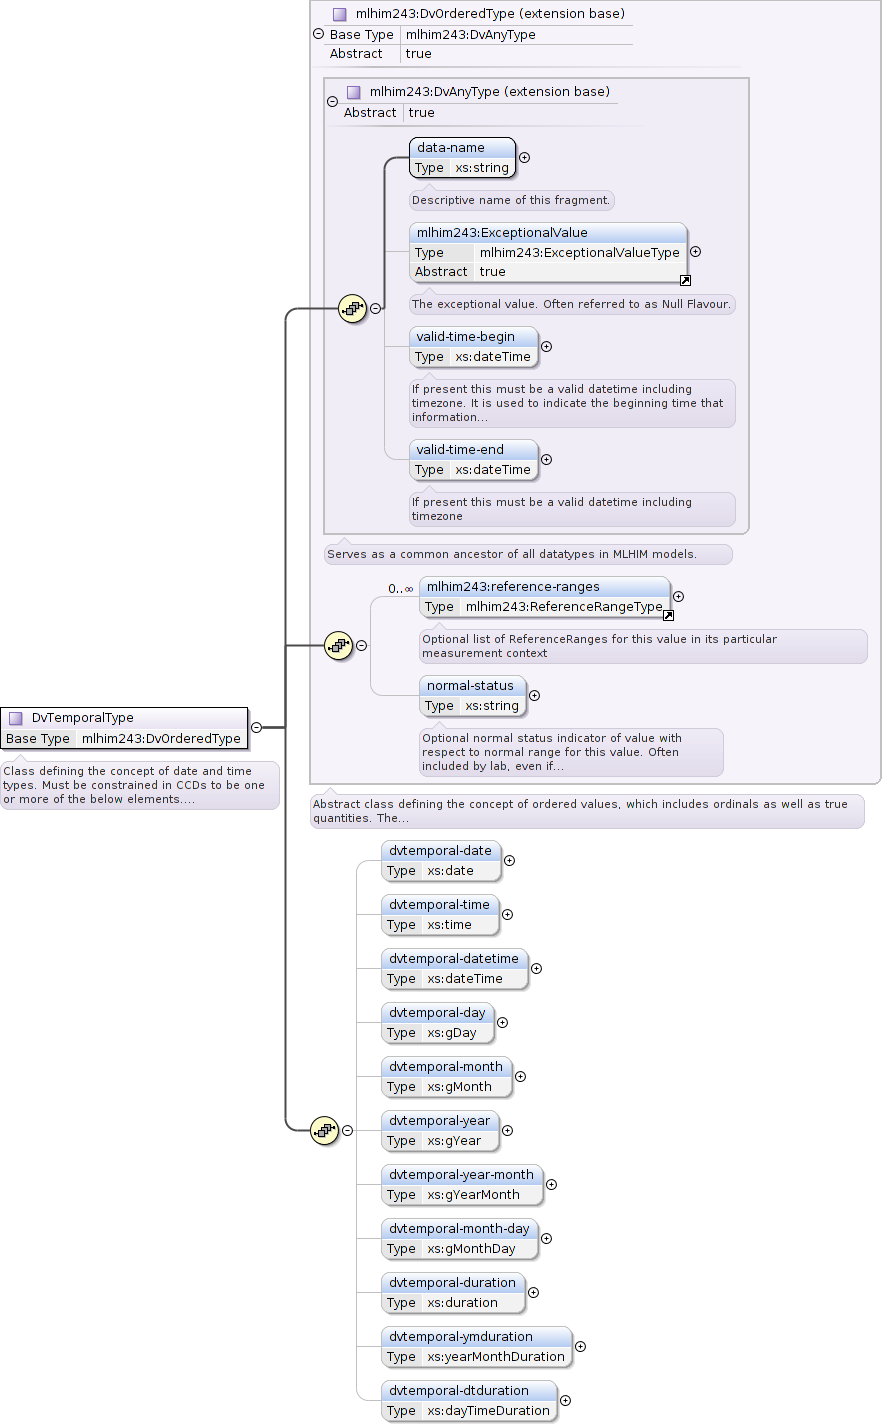 mlhim243:DvOrderedType (extension base)
Base Type mlhim243:DvAnyType
Abstract true
mlhim243:DvAnyType (extension base)
Abstract true
data-name
Type xs:string
Descriptive name of this fragment.
mlhim243:ExceptionalValue
Type mlhim243:ExceptionalValueType
Abstract true
The exceptional value. Often referred to as Null Flavour.
valid-time-begin
Type xs:dateTime
If present this must be a valid datetime including
timezone. It is used to indicate the beginning time that
information...
valid-time-end
Type xs:dateTime
If present this must be a valid datetime including
timezone
Serves as a common ancestor of all datatypes in MLHIM models.
0..∞
mlhim243:reference-ranges
Type mlhim243:ReferenceRangeType
Optional list of ReferenceRanges for this value in its particular
measurement context
normal-status
Type xs:string
Optional normal status indicator of value with
respect to normal range for this value. Often
included by lab, even if...
DvTemporalType
Base Type mlhim243:DvOrderedType
Class defining the concept of date and time
types. Must be constrained in CCDs to be one
or more of the below elements....
Abstract class defining the concept of ordered values, which includes ordinals as well as true
quantities. The...
dvtemporal-date
Type xs:date
dvtemporal-time
Type xs:time
dvtemporal-datetime
Type xs:dateTime
dvtemporal-day
Type xs:gDay
dvtemporal-month
Type xs:gMonth
dvtemporal-year
Type xs:gYear
dvtemporal-year-month
Type xs:gYearMonth
dvtemporal-month-day
Type xs:gMonthDay
dvtemporal-duration
Type xs:duration
dvtemporal-ymduration
Type xs:yearMonthDuration
dvtemporal-dtduration
Type xs:dayTimeDuration